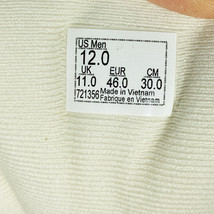 US Men
12.0
UK EUR CM
11.0 46.0 30.0
721356 Made in Vietnam
Fabrique en Vietnam